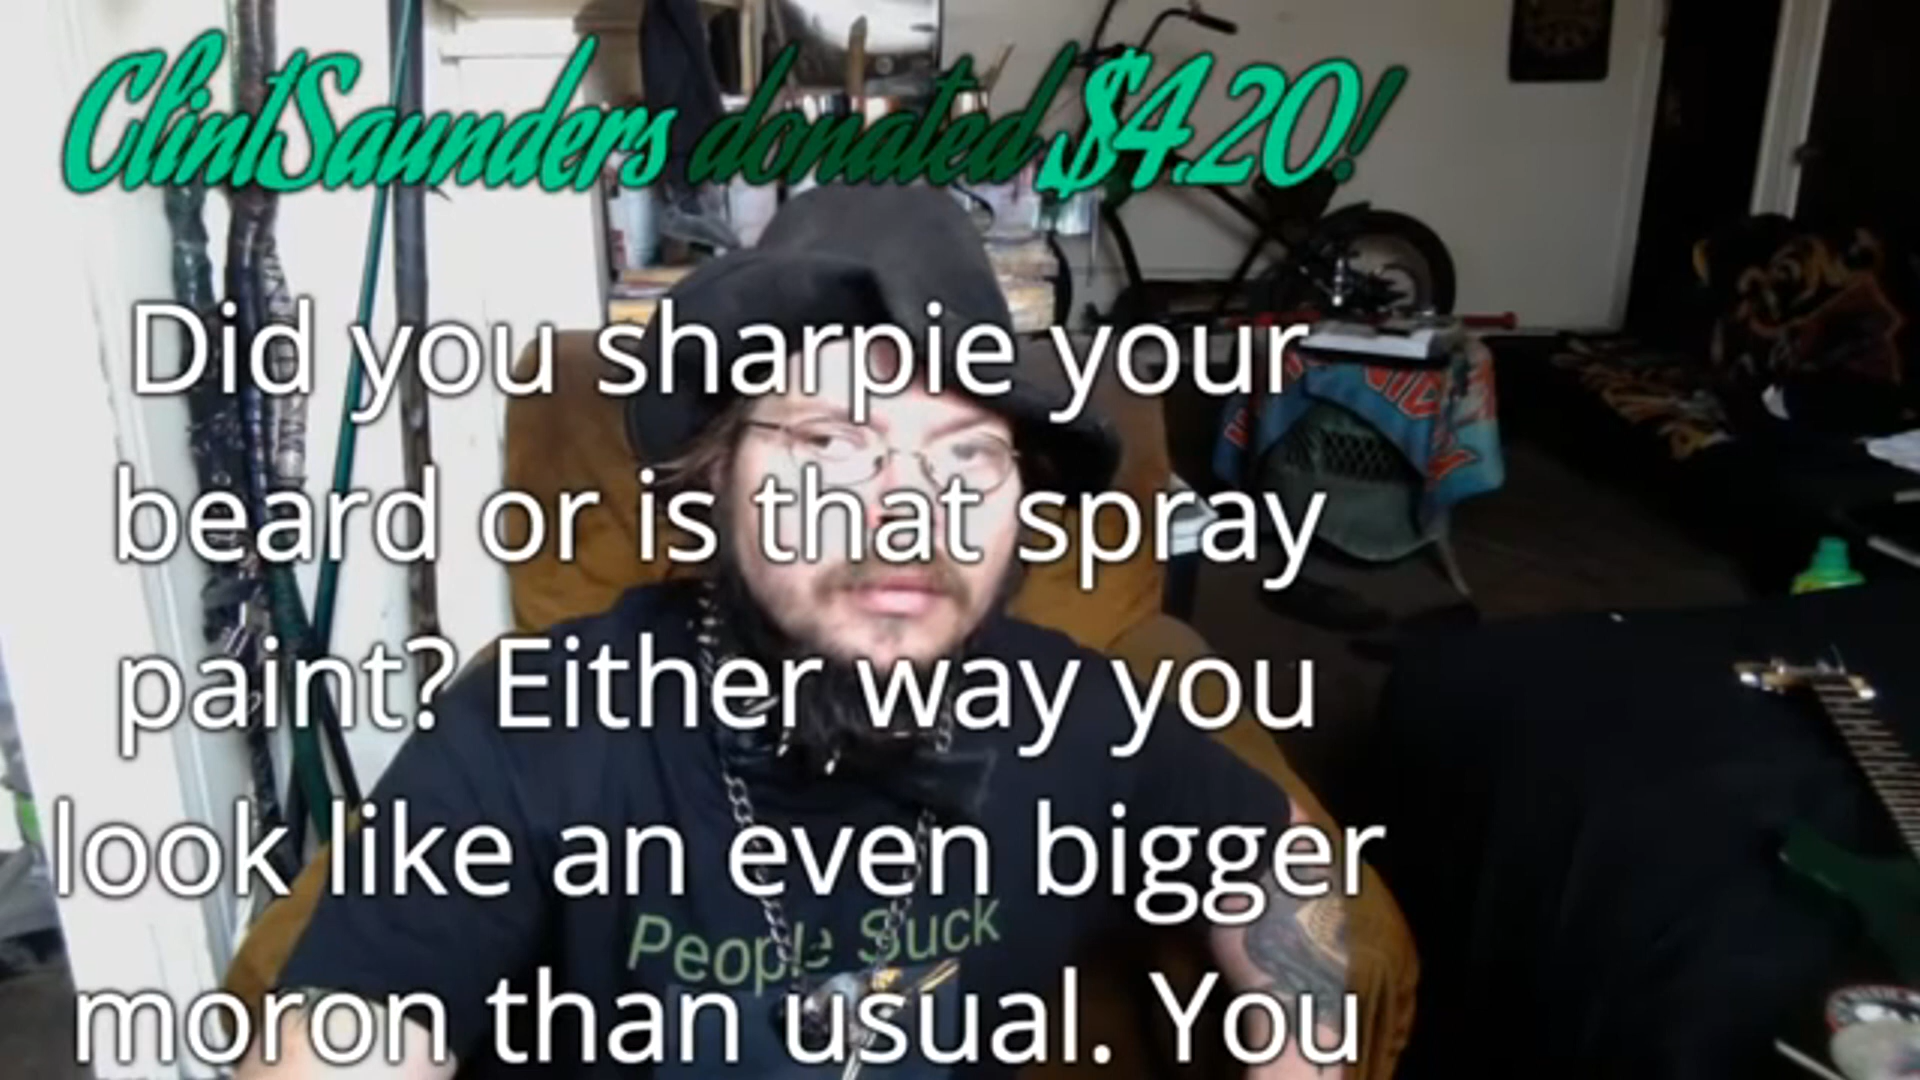 ClintSaunders donated $4.20!
Did you sharpie your
beard or is that spray
paint? Either way you
look like an even bigger
moron than usual. You
People Suck